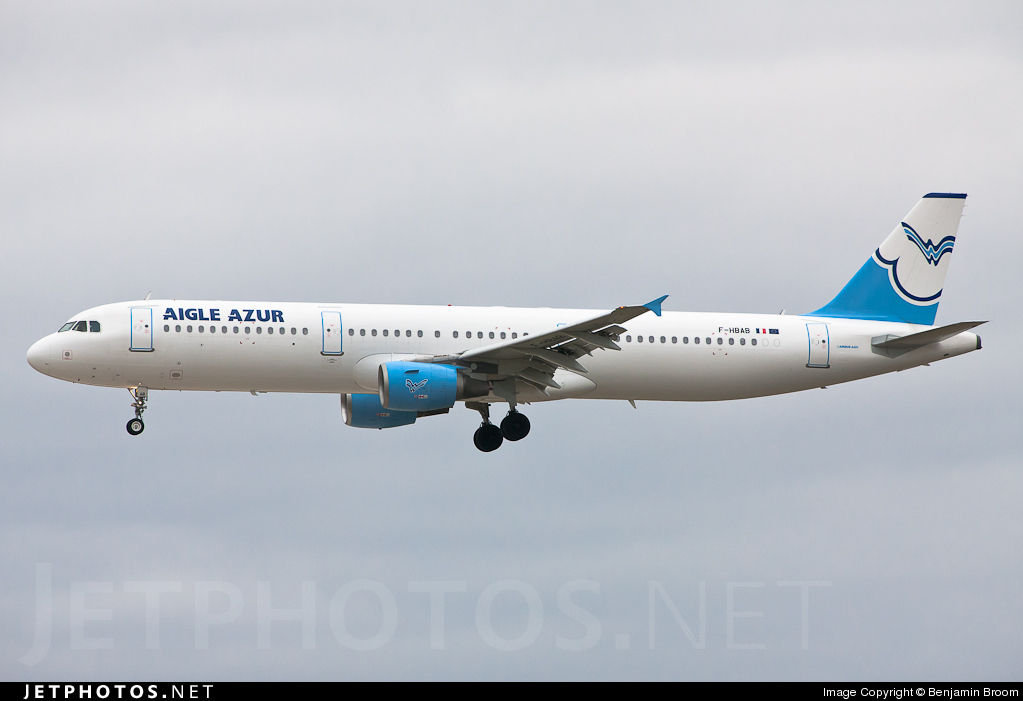 AIGLE AZUR
F-HBAB
JETPHOTOS.NET
JETPHOTOS.NET
Image Copyright © Benjamin Broom